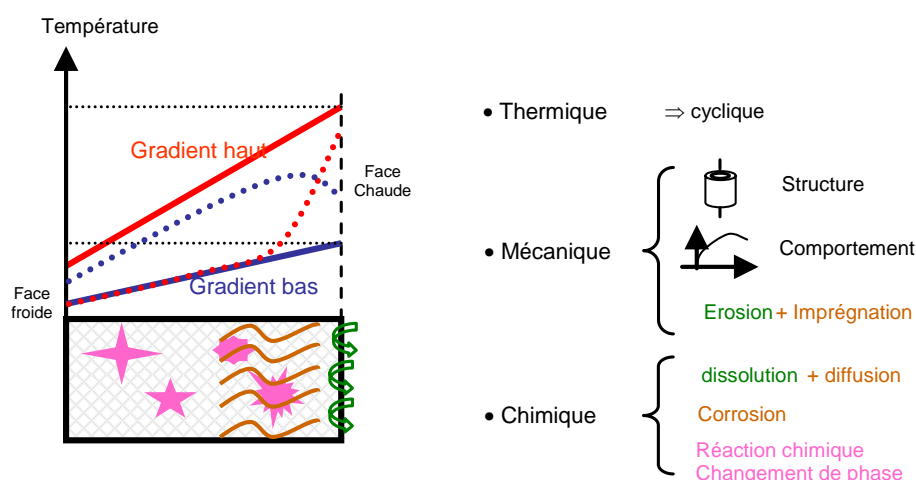 Température
Gradient haut
Face
Chaude
Gradient bas
Face
froide
• Thermique ⇒ cyclique
• Mécanique
Structure
Comportement
Erosion + Imprégnation
• Chimique
dissolution + diffusion
Corrosion
Réaction chimique
Changement de phase